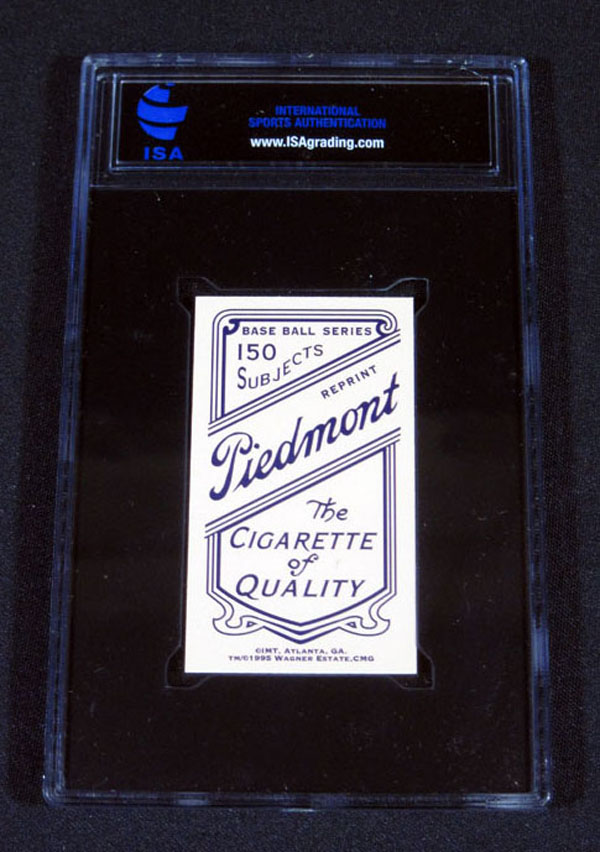 INTERNATIONAL
SPORTS AUTHENTICATION
www.ISAgrading.com
ISA
BASE BALL SERIES
150
SUBJECTS
REPRINT
Piedmont
The
CIGARETTE
of
QUALITY
©IMT, ATLANTA, GA.
TM/©1995 WAGNER ESTATE, CMG